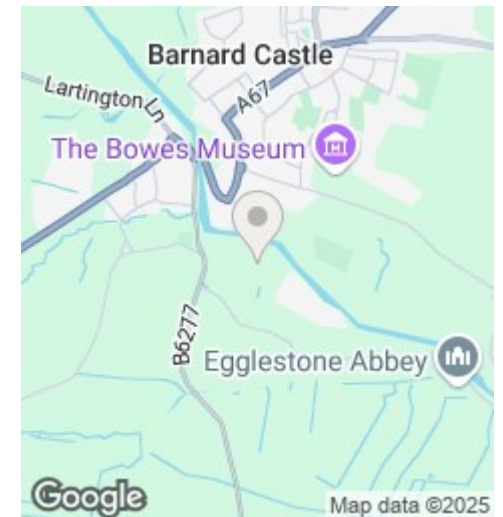 Barnard Castle
Lartington Ln
A67
The Bowes Museum
B6277
Egglestone Abbey
Google
Map data ©2025